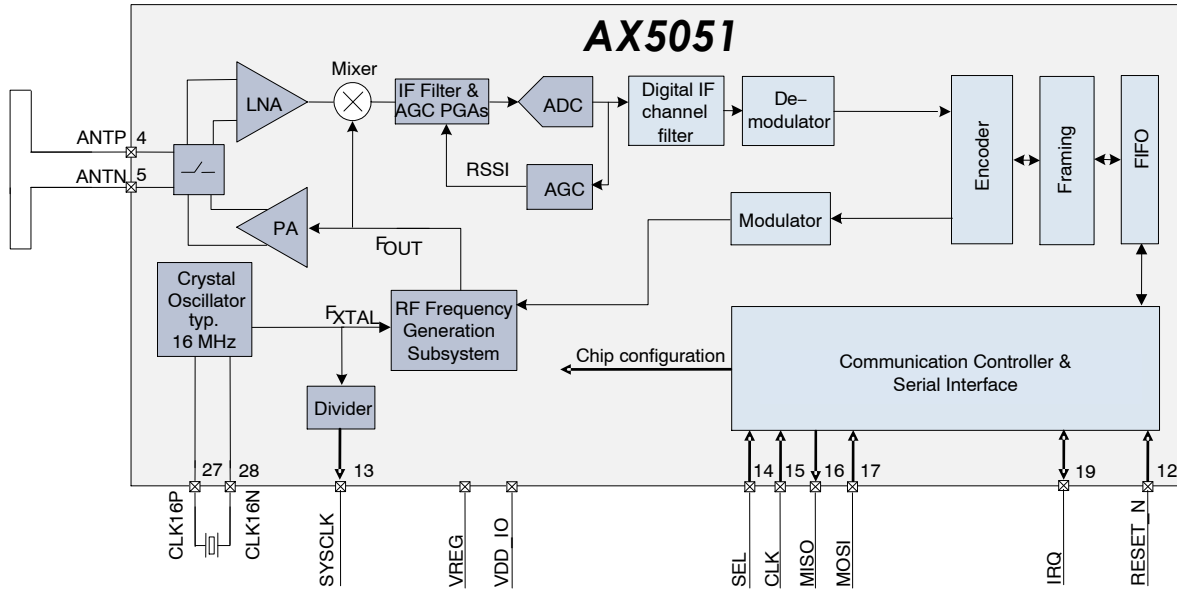 AX5051
Mixer
LNA
IF Filter &
AGC PGAs
ADC
Digital IF
channel
filter
De–
modulator
Encoder
Framing
FIFO
ANTP 4
ANTN 5
RSSI
AGC
PA
Modulator
FOUT
Crystal
Oscillator
typ.
16 MHz
FXTAL
RF Frequency
Generation
Subsystem
Chip configuration
Communication Controller &
Serial Interface
Divider
27
28
13
14
15
16
17
19
12
CLK16P
CLK16N
SYSCLK
VREG
VDD_IO
SEL
CLK
MISO
MOSI
IRQ
RESET_N